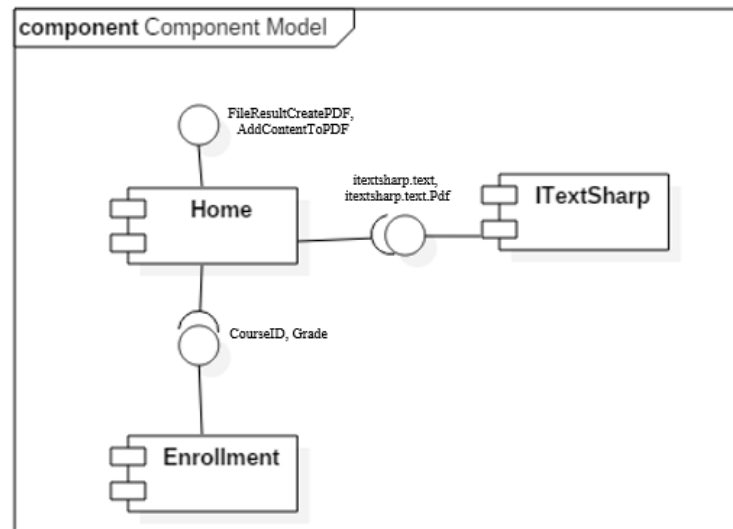 component Component Model
FileResultCreatePDF,
AddContentToPDF
itextsharp.text,
itextsharp.text.Pdf
Home
ITextSharp
CourseID, Grade
Enrollment